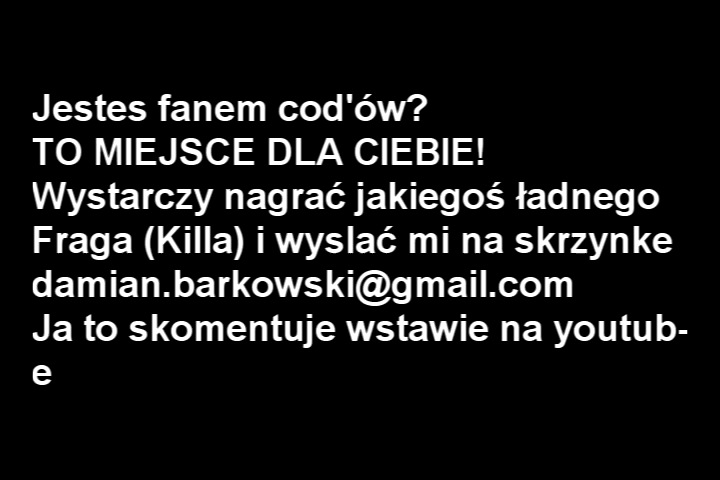 Jestes fanem cod'ów?
TO MIEJSCE DLA CIEBIE!
Wystarczy nagrać jakiegoś ładnego
Fraga (Killa) i wyslać mi na skrzynke
damian.barkowski@gmail.com
Ja to skomentuje wstawie na youtub-
e